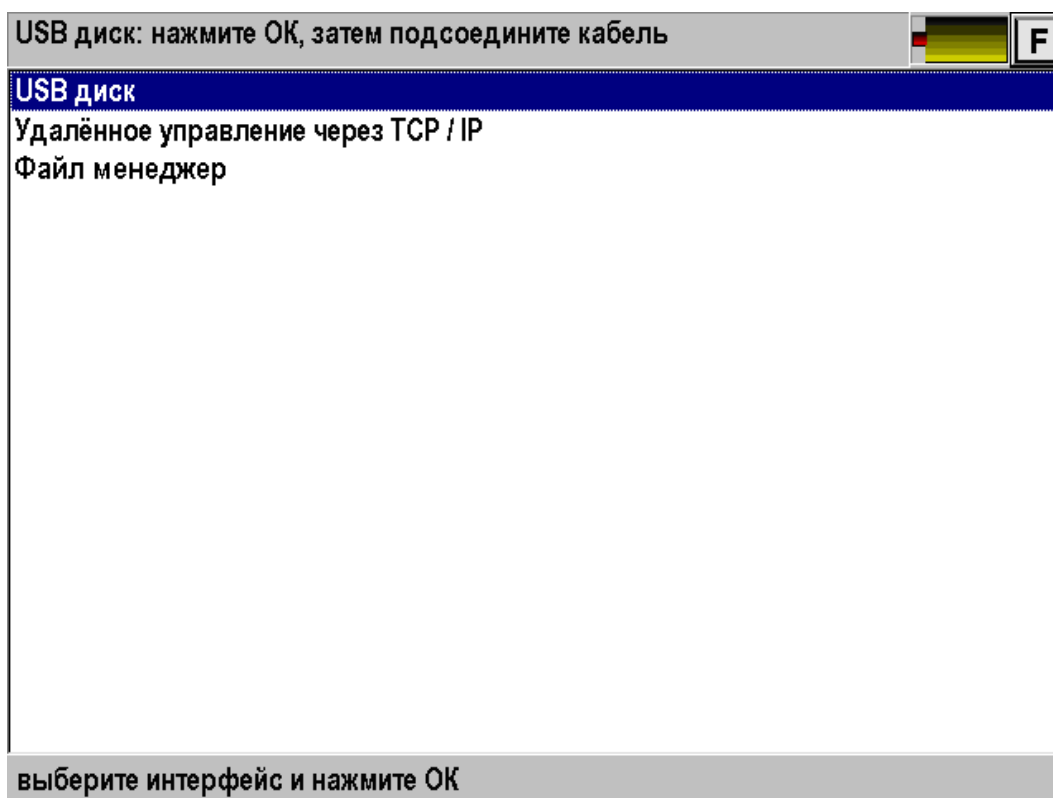 USB диск: нажмите ОК, затем подсоедините кабель
F
USB диск
Удалённое управление через TCP / IP
Файл менеджер
выберите интерфейс и нажмите ОК